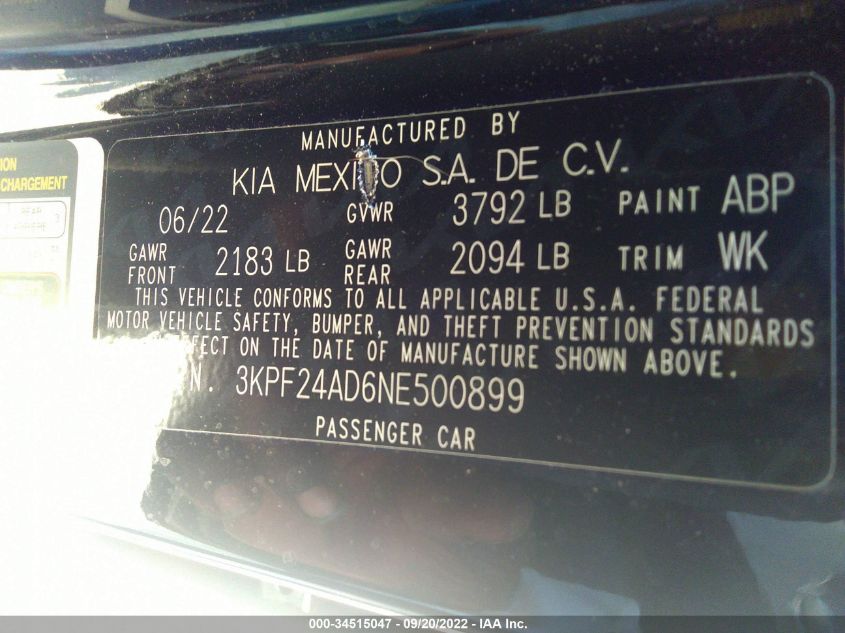 ION
CHARGEMENT
MANUFACTURED BY
KIA MEXICO S.A. DE C.V.
06/22 GVWR 3792 LB PAINT ABP
GAWR FRONT 2183 LB GAWR REAR 2094 LB TRIM WK
THIS VEHICLE CONFORMS TO ALL APPLICABLE U.S.A. FEDERAL
MOTOR VEHICLE SAFETY, BUMPER, AND THEFT PREVENTION STANDARDS
EFFECT ON THE DATE OF MANUFACTURE SHOWN ABOVE.
N. 3KPF24AD6NE500899
PASSENGER CAR
000-34515047 - 09/20/2022 - IAA Inc.